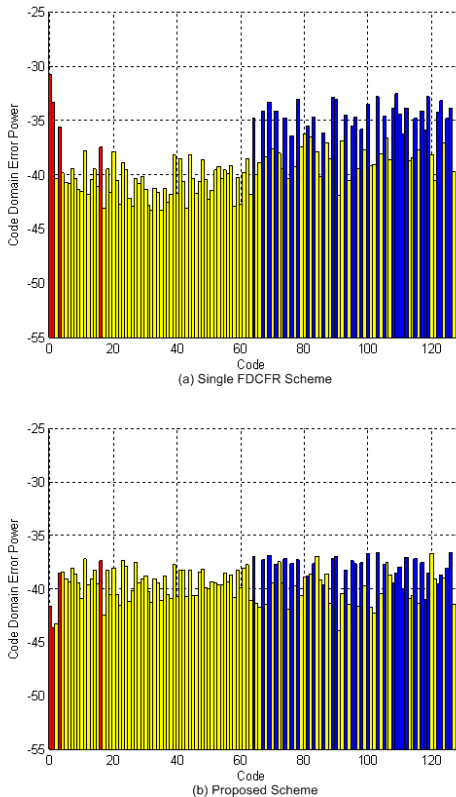 -25
-30
-35
-40
-45
-50
-55
Code Domain Error Power
0 20 40 60 80 100 120
Code
(a) Single FDCFR Scheme
-25
-30
-35
-40
-45
-50
-55
Code Domain Error Power
0 20 40 60 80 100 120
Code
(b) Proposed Scheme